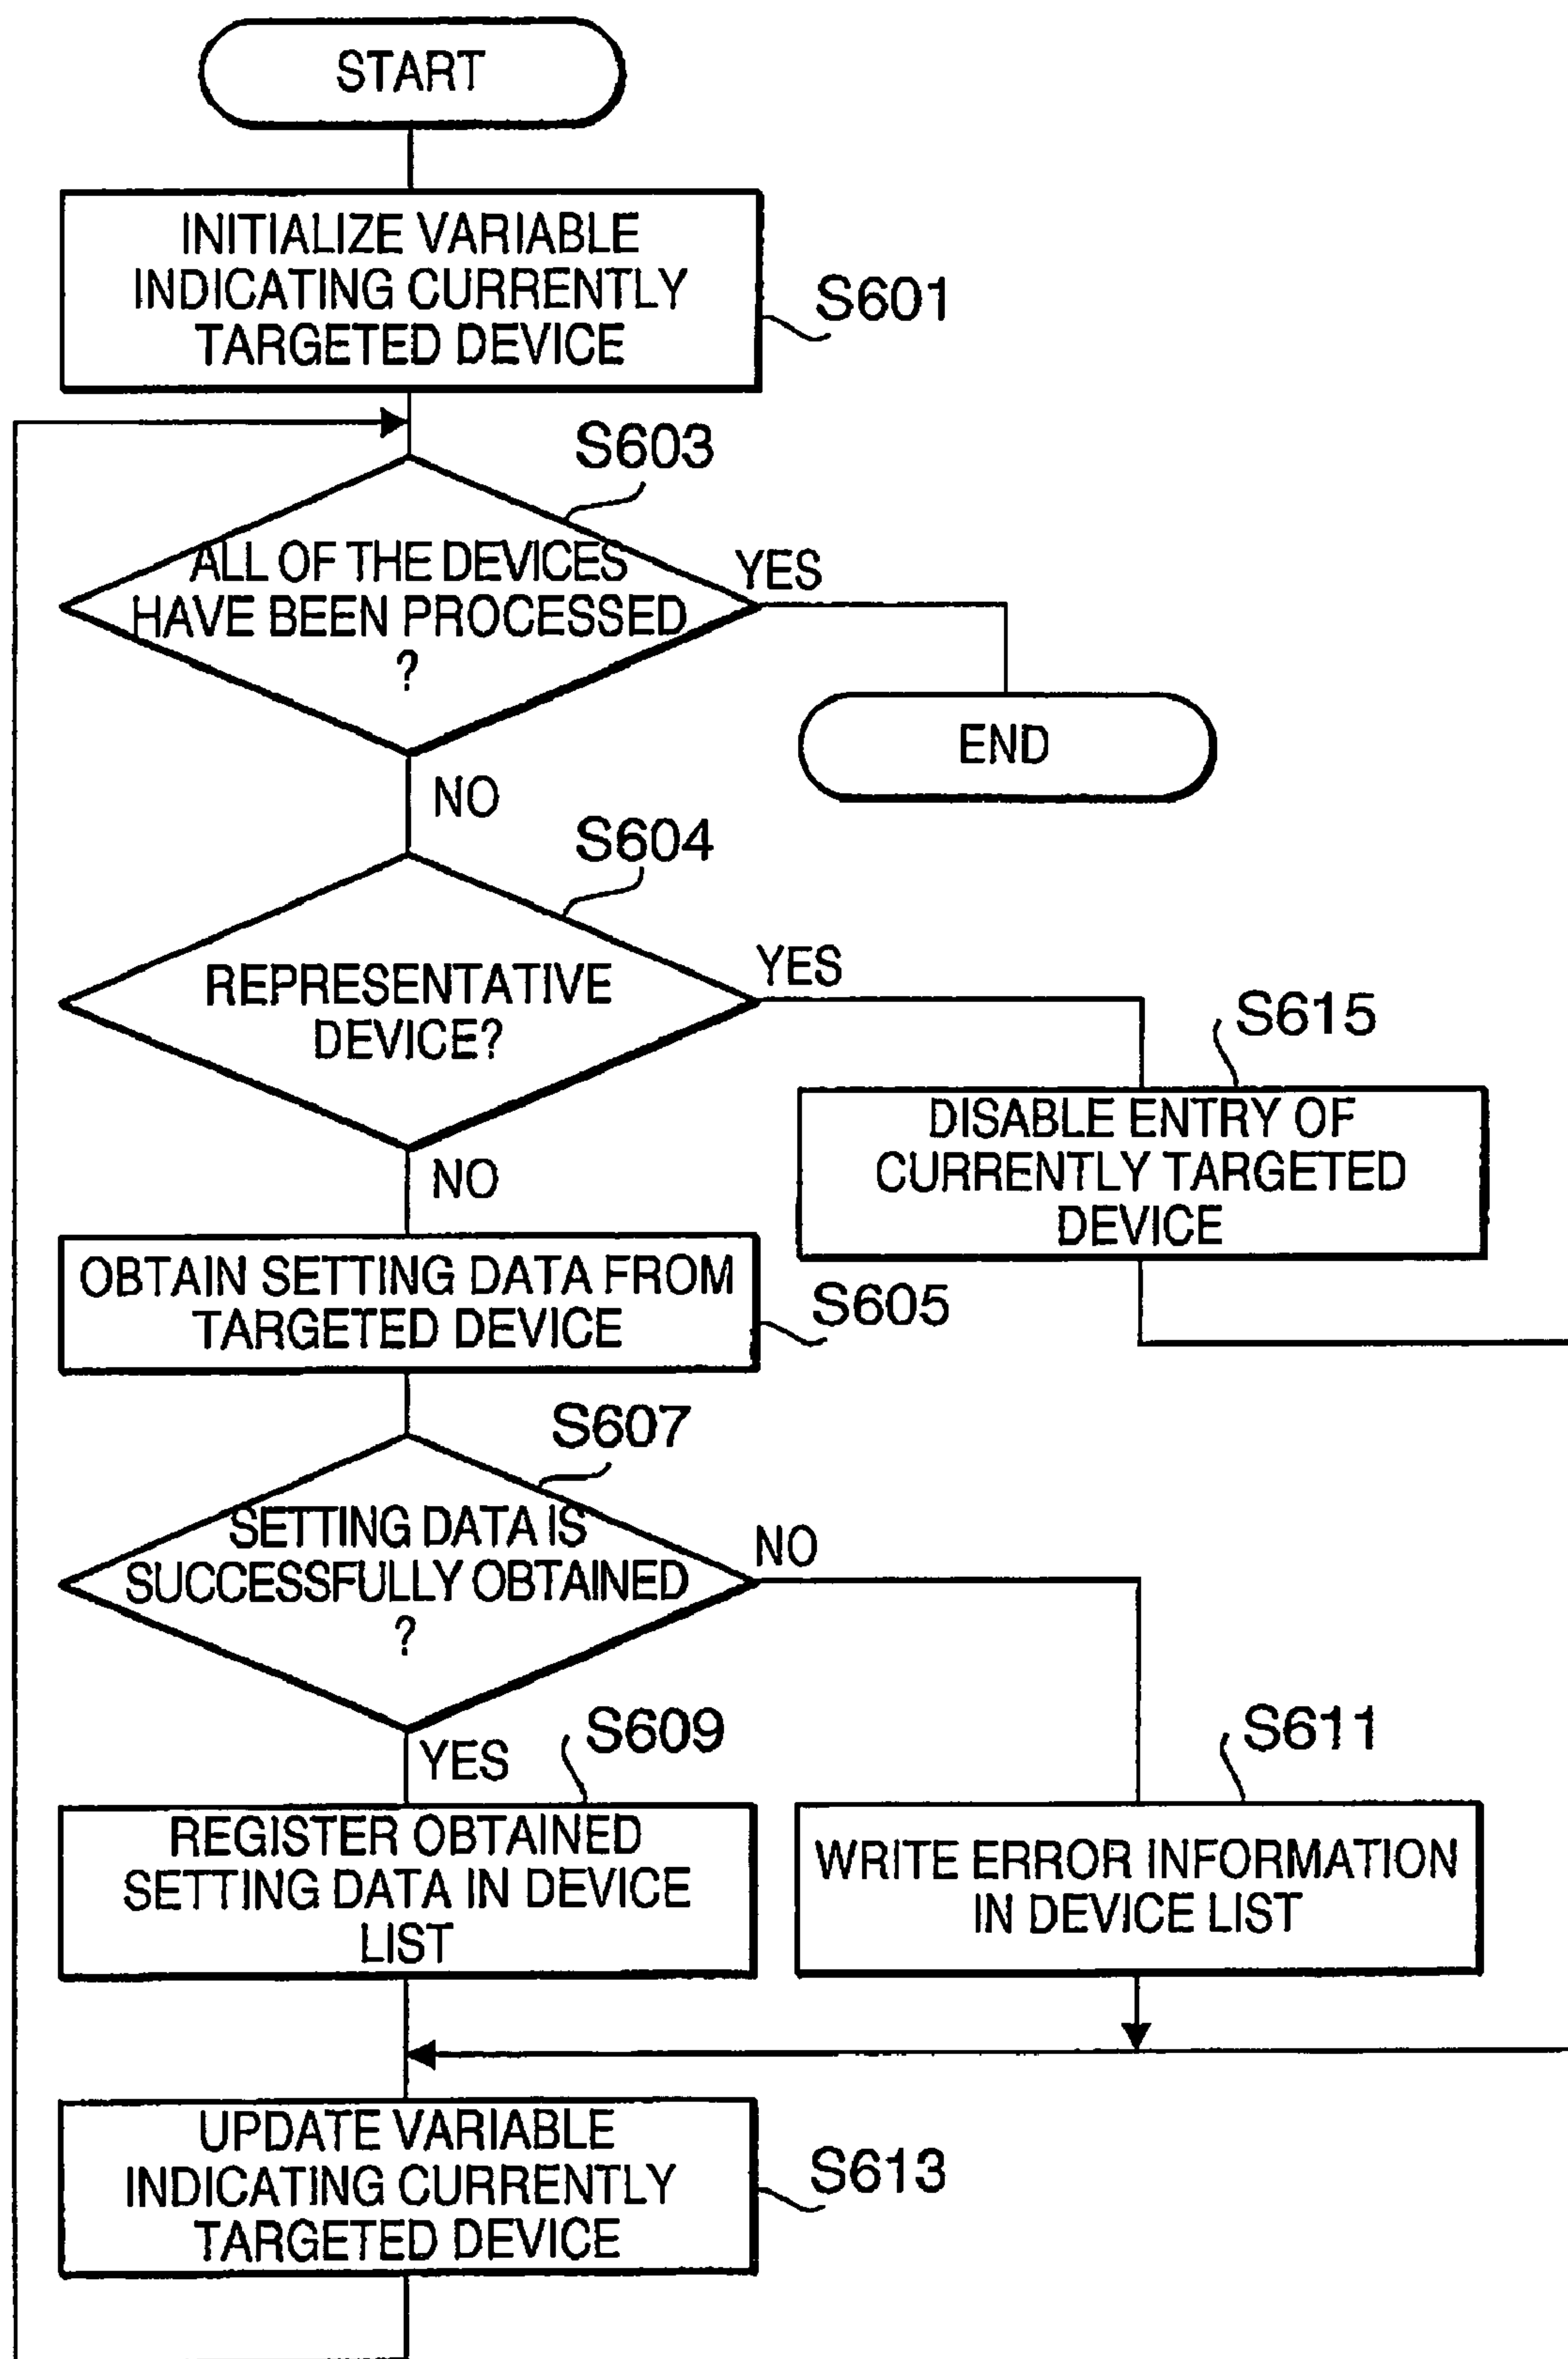 START
INITIALIZE VARIABLE
INDICATING CURRENTLY
TARGETED DEVICE
S601
S603
ALL OF THE DEVICES
HAVE BEEN PROCESSED
?
YES
END
NO
S604
REPRESENTATIVE
DEVICE?
YES
S615
DISABLE ENTRY OF
CURRENTLY TARGETED
DEVICE
NO
OBTAIN SETTING DATA FROM
TARGETED DEVICE
S605
S607
SETTING DATA IS
SUCCESSFULLY OBTAINED
?
NO
YES
S609
REGISTER OBTAINED
SETTING DATA IN DEVICE
LIST
S611
WRITE ERROR INFORMATION
IN DEVICE LIST
UPDATE VARIABLE
INDICATING CURRENTLY
TARGETED DEVICE
S613